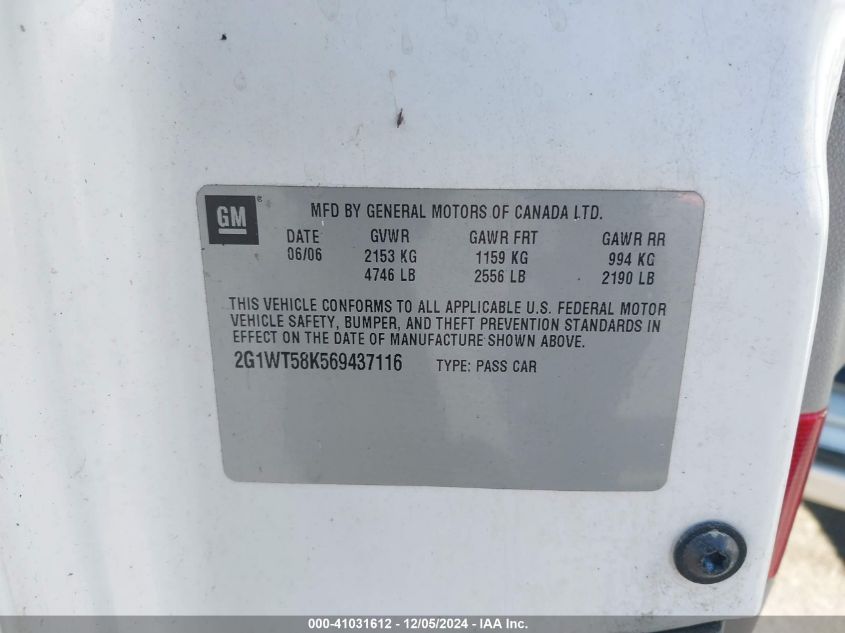 GM ®
MFD BY GENERAL MOTORS OF CANADA LTD.
DATE GVWR GAWR FRT GAWR RR
06/06 2153 KG 1159 KG 994 KG
4746 LB 2556 LB 2190 LB
THIS VEHICLE CONFORMS TO ALL APPLICABLE U.S. FEDERAL MOTOR
VEHICLE SAFETY, BUMPER, AND THEFT PREVENTION STANDARDS IN
EFFECT ON THE DATE OF MANUFACTURE SHOWN ABOVE.
2G1WT58K569437116 TYPE: PASS CAR
000-41031612 - 12/05/2024 - IAA Inc.